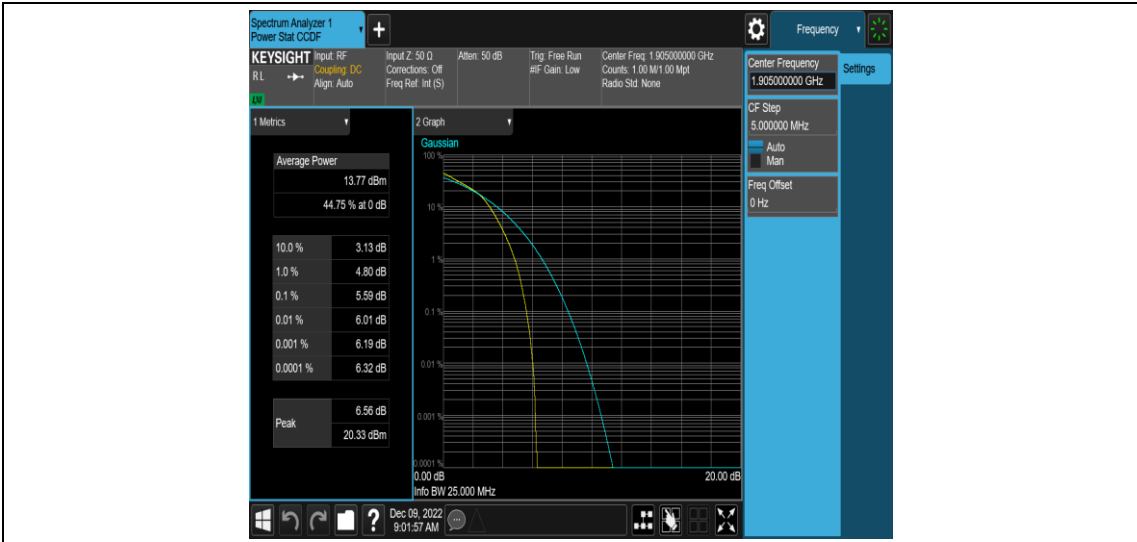 Spectrum Analyzer 1
Power Stat CCDF
+
Frequency
KEYSIGHT
RL
Input: RF
Coupling: DC
Align: Auto
Input Z: 50 Ω
Corrections: Off
Freq Ref: Int (S)
Atten: 50 dB
Trig: Free Run
#IF Gain: Low
Center Freq: 1.905000000 GHz
Counts: 1.00 M/1.00 Mpt
Radio Std: None
Center Frequency
1.905000000 GHz
Settings
CF Step
5.000000 MHz
Auto
Man
Freq Offset
0 Hz
1 Metrics
Average Power
13.77 dBm
44.75 % at 0 dB
10.0 % 3.13 dB
1.0 % 4.80 dB
0.1 % 5.59 dB
0.01 % 6.01 dB
0.001 % 6.19 dB
0.0001 % 6.32 dB
Peak
6.56 dB
20.33 dBm
2 Graph
Gaussian
100 %
10 %
1 %
0.1 %
0.01 %
0.001 %
0.0001 %
0.00 dB 20.00 dB
Info BW 25.000 MHz
?
Dec 09, 2022
9:01:57 AM